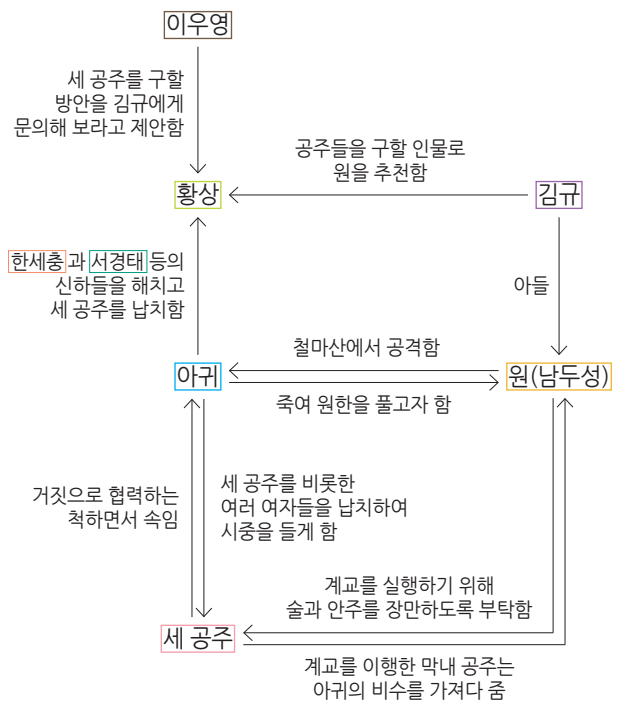 이우영
세 공주를 구할
방안을 김규에게
문의해 보라고 제안함
공주들을 구할 인물로
원을 추천함
황상
김규
한세충과 서경태 등의
신하들을 해치고
세 공주를 납치함
아들
철마산에서 공격함
아귀
원(남두성)
죽여 원한을 풀고자 함
거짓으로 협력하는
척하면서 속임
세 공주를 비롯한
여러 여자들을 납치하여
시중을 들게 함
계교를 실행하기 위해
술과 안주를 장만하도록 부탁함
세 공주
계교를 이행한 막내 공주는
아귀의 비수를 가져다 줌